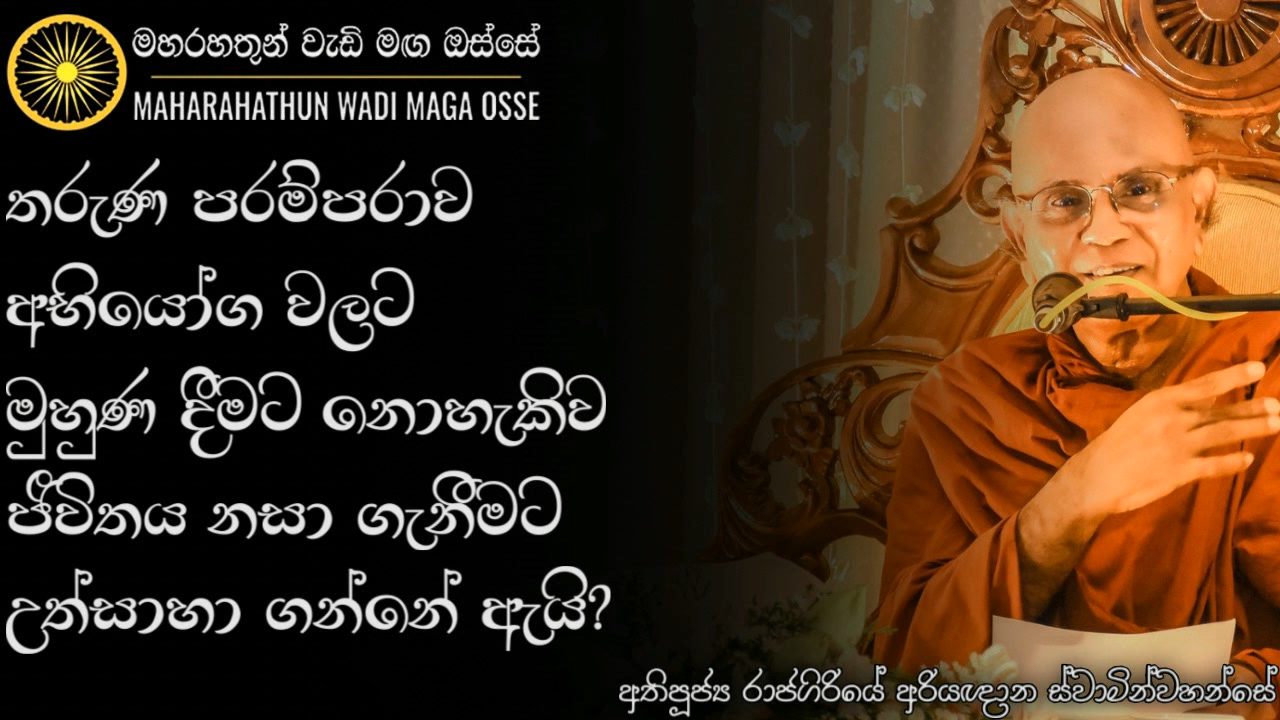 මහරහතුන් වැඩි මඟ ඔස්සේ
MAHARAHATHUN WADI MAGA OSSE
තරුණ පරම්පරාව
අභියෝග වලට
මුහුණ දීමට නොහැකිව
ජීවිතය නසා ගැනීමට
උත්සාහා ගන්නේ ඇයි?
අතිපූජ්‍ය රාජගිරියේ අරියඥාන ස්වාමින්වහන්සේ